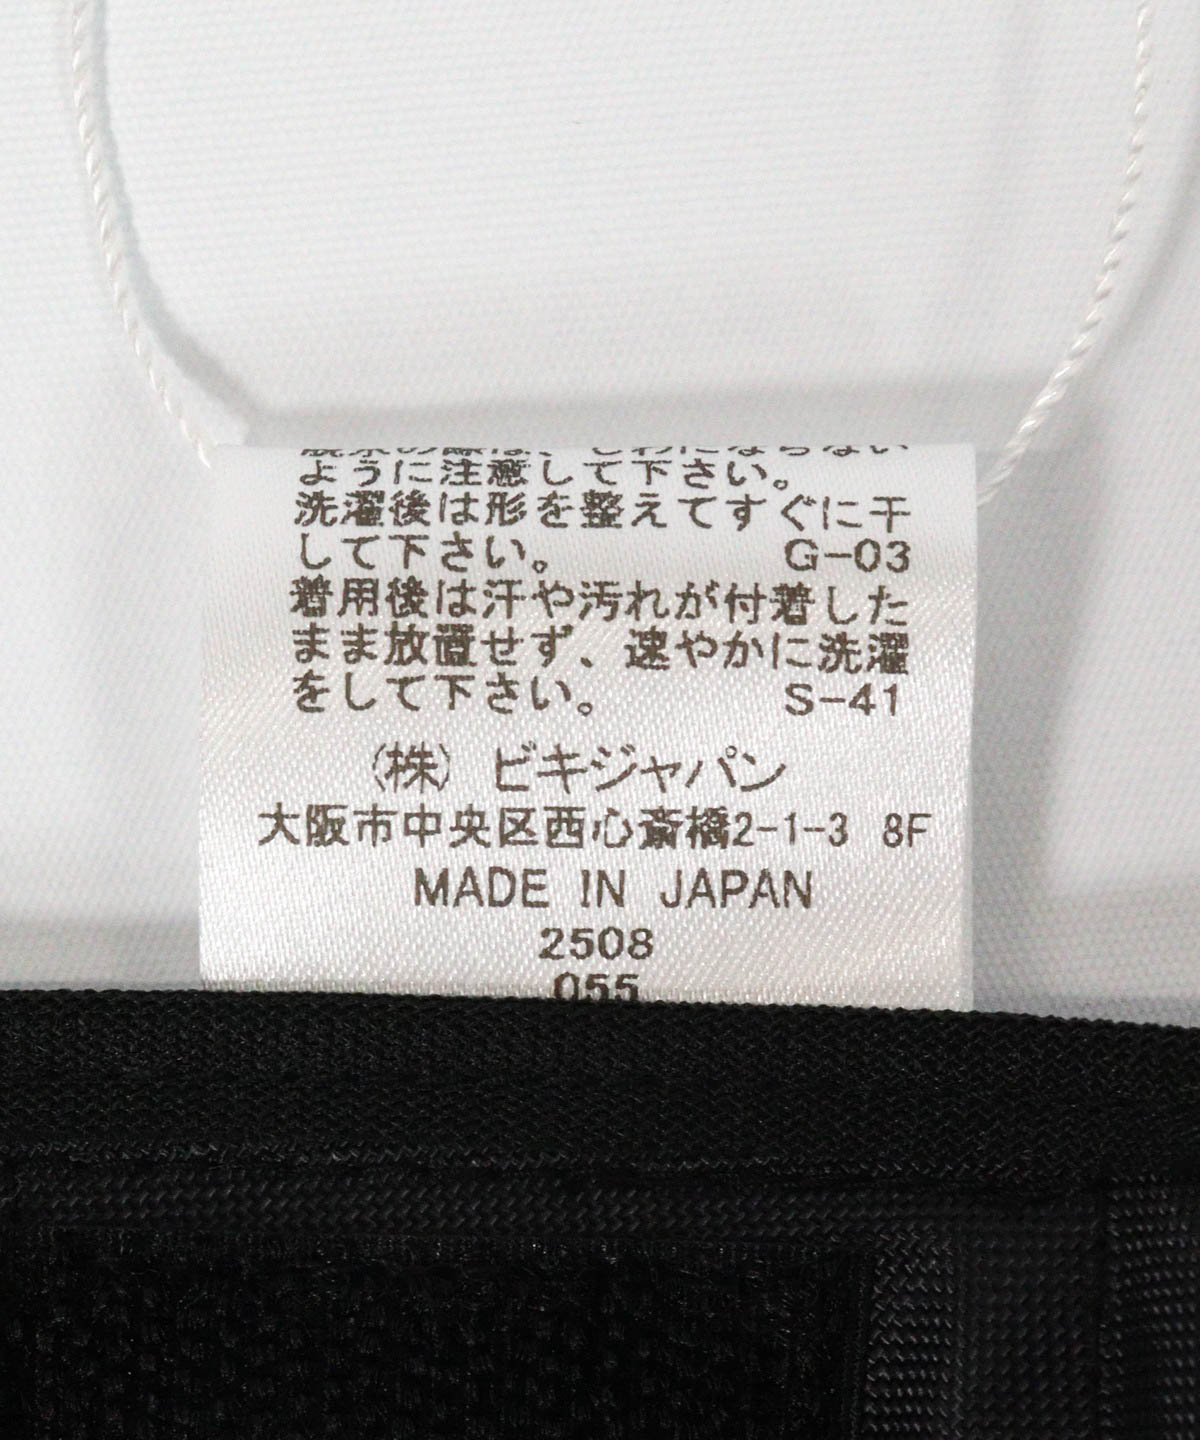 ように注意して下さい。
洗濯後は形を整えてすぐに干
して下さい。 G-03
着用後は汗や汚れが付着した
まま放置せず、速やかに洗濯
をして下さい。 S-41
(株) ビキジャパン
大阪市中央区西心斎橋2-1-3 8F
MADE IN JAPAN
2508
055